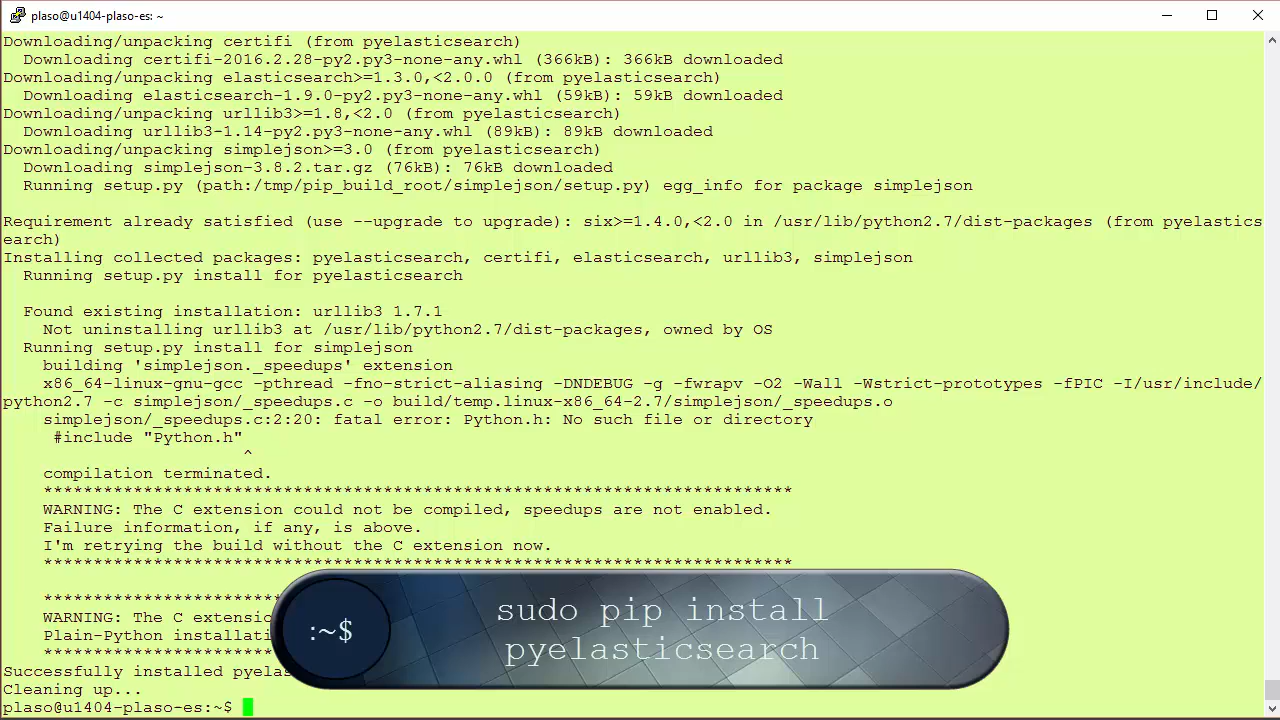 plaso@u1404-plaso-es: ~
Downloading/unpacking certifi (from pyelasticsearch)
Downloading certifi-2016.2.28-py2.py3-none-any.whl (366kB): 366kB downloaded
Downloading/unpacking elasticsearch>=1.3.0,<2.0.0 (from pyelasticsearch)
Downloading elasticsearch-1.9.0-py2.py3-none-any.whl (59kB): 59kB downloaded
Downloading/unpacking urllib3>=1.8,<2.0 (from pyelasticsearch)
Downloading urllib3-1.14-py2.py3-none-any.whl (89kB): 89kB downloaded
Downloading/unpacking simplejson>=3.0 (from pyelasticsearch)
Downloading simplejson-3.8.2.tar.gz (76kB): 76kB downloaded
Running setup.py (path:/tmp/pip_build_root/simplejson/setup.py) egg_info for package simplejson
Requirement already satisfied (use --upgrade to upgrade): six>=1.4.0,<2.0 in /usr/lib/python2.7/dist-packages (from pyelastics
earch)
Installing collected packages: pyelasticsearch, certifi, elasticsearch, urllib3, simplejson
Running setup.py install for pyelasticsearch
Found existing installation: urllib3 1.7.1
Not uninstalling urllib3 at /usr/lib/python2.7/dist-packages, owned by OS
Running setup.py install for simplejson
building 'simplejson._speedups' extension
x86_64-linux-gnu-gcc -pthread -fno-strict-aliasing -DNDEBUG -g -fwrapv -O2 -Wall -Wstrict-prototypes -fPIC -I/usr/include/
python2.7 -c simplejson/_speedups.c -o build/temp.linux-x86_64-2.7/simplejson/_speedups.o
simplejson/_speedups.c:2:20: fatal error: Python.h: No such file or directory
#include "Python.h"
^
compilation terminated.
***************************************************************************
WARNING: The C extension could not be compiled, speedups are not enabled.
Failure information, if any, is above.
I'm retrying the build without the C extension now.
***************************************************************************
***********************
WARNING: The C extensio
Plain-Python installati
***********************
Successfully installed pyelas
Cleaning up...
plaso@u1404-plaso-es:~$
:~$
sudo pip install
pyelasticsearch